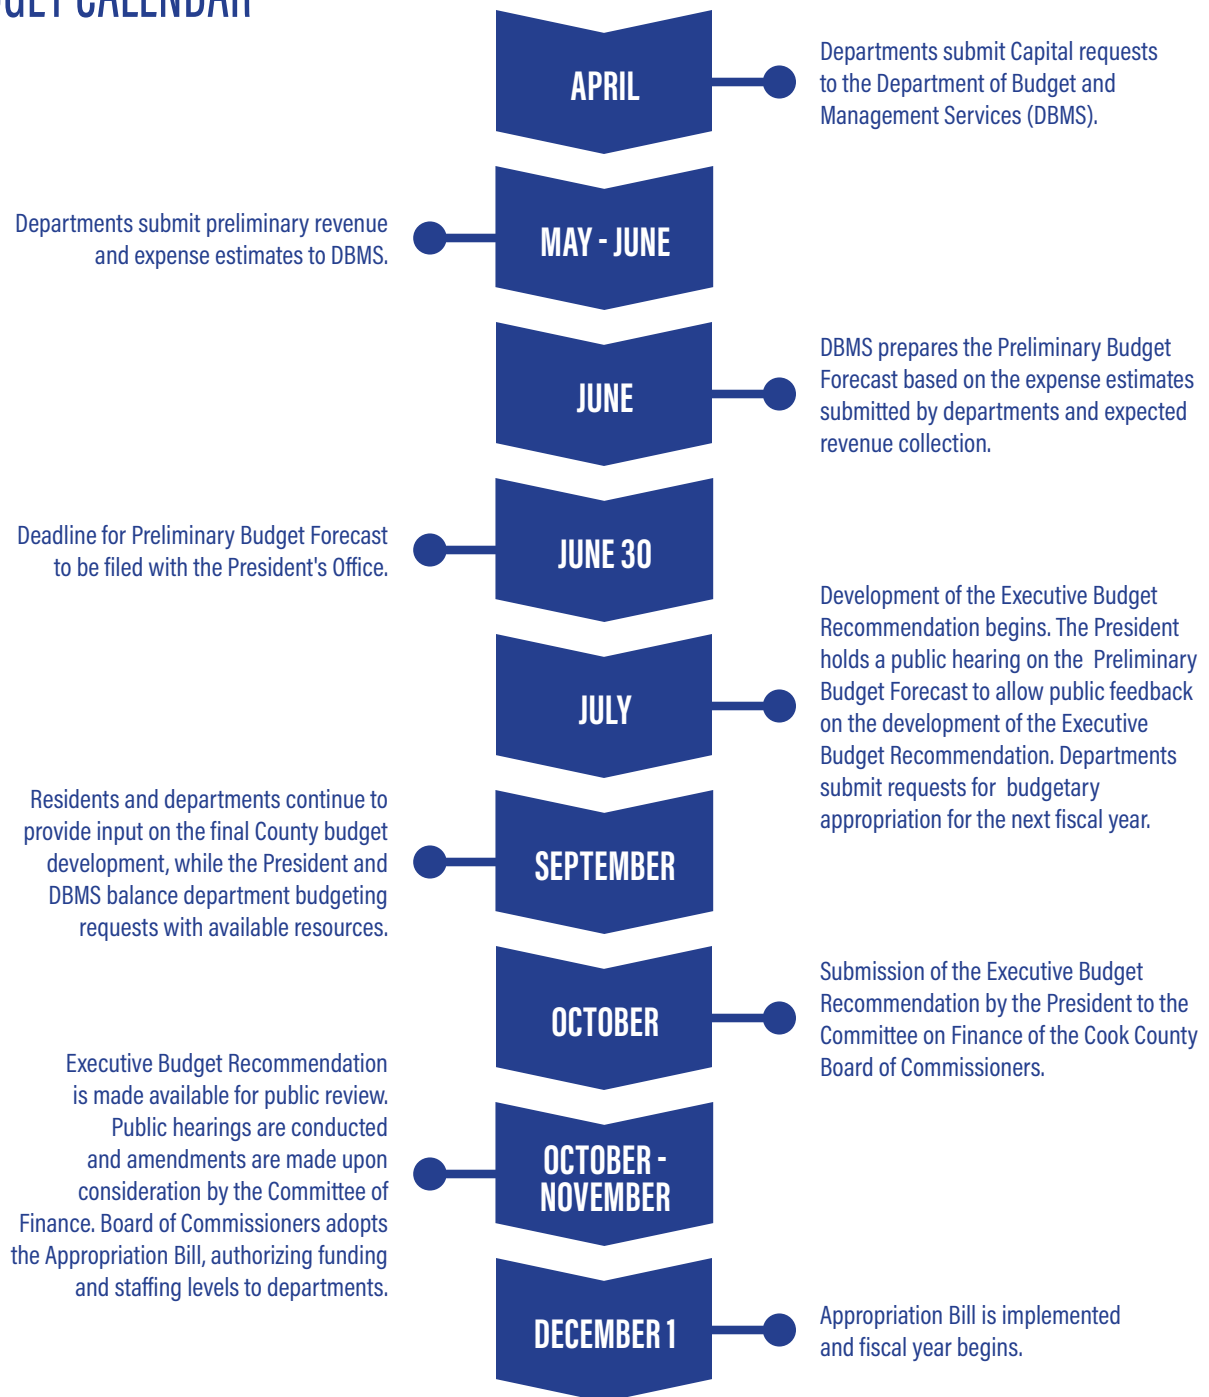 CALENDAR
APRIL
Departments submit Capital requests
to the Department of Budget and
Management Services (DBMS).
MAY - JUNE
Departments submit preliminary revenue
and expense estimates to DBMS.
JUNE
DBMS prepares the Preliminary Budget
Forecast based on the expense estimates
submitted by departments and expected
revenue collection.
JUNE 30
Deadline for Preliminary Budget Forecast
to be filed with the President's Office.
JULY
Development of the Executive Budget
Recommendation begins. The President
holds a public hearing on the Preliminary
Budget Forecast to allow public feedback
on the development of the Executive
Budget Recommendation. Departments
submit requests for budgetary
appropriation for the next fiscal year.
SEPTEMBER
Residents and departments continue to
provide input on the final County budget
development, while the President and
DBMS balance department budgeting
requests with available resources.
OCTOBER
Submission of the Executive Budget
Recommendation by the President to the
Committee on Finance of the Cook County
Board of Commissioners.
OCTOBER -
NOVEMBER
Executive Budget Recommendation
is made available for public review.
Public hearings are conducted
and amendments are made upon
consideration by the Committee of
Finance. Board of Commissioners adopts
the Appropriation Bill, authorizing funding
and staffing levels to departments.
DECEMBER 1
Appropriation Bill is implemented
and fiscal year begins.